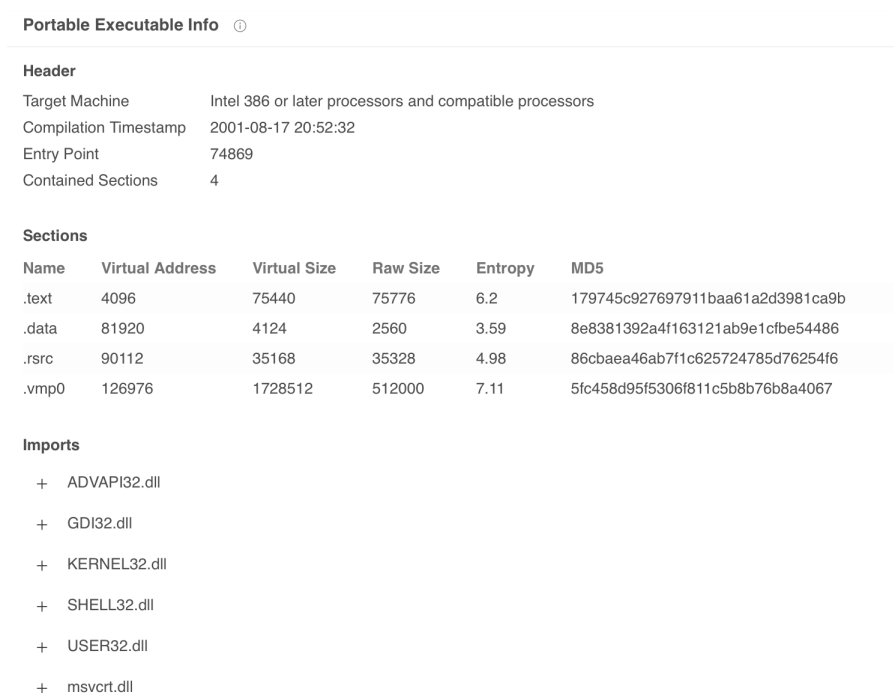 Portable Executable Info
Header
Target Machine Intel 386 or later processors and compatible processors
Compilation Timestamp 2001-08-17 20:52:32
Entry Point 74869
Contained Sections 4
Sections
Name Virtual Address Virtual Size Raw Size Entropy MD5
.text 4096 75440 75776 6.2 179745c927697911baa61a2d3981ca9b
.data 81920 4124 2560 3.59 8e8381392a4f163121ab9e1cfbe54486
.rsrc 90112 35168 35328 4.98 86cbaea46ab7f1c625724785d76254f6
.vmp0 126976 1728512 512000 7.11 5fc458d95f5306f811c5b8b76b8a4067
Imports
+ ADVAPI32.dll
+ GDI32.dll
+ KERNEL32.dll
+ SHELL32.dll
+ USER32.dll
+ msvcrt.dll